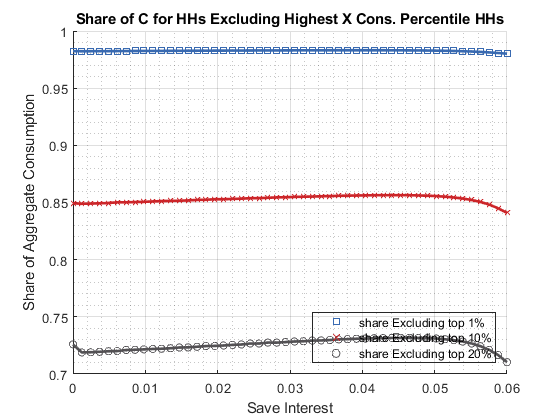 Share of C for HHs Excluding Highest X Cons. Percentile HHs
1
0.95
0.9
0.85
0.8
0.75
0.7
Share of Aggregate Consumption
share Excluding top 1%
share Excluding top 10%
share Excluding top 20%
0 0.01 0.02 0.03 0.04 0.05 0.06
Save Interest